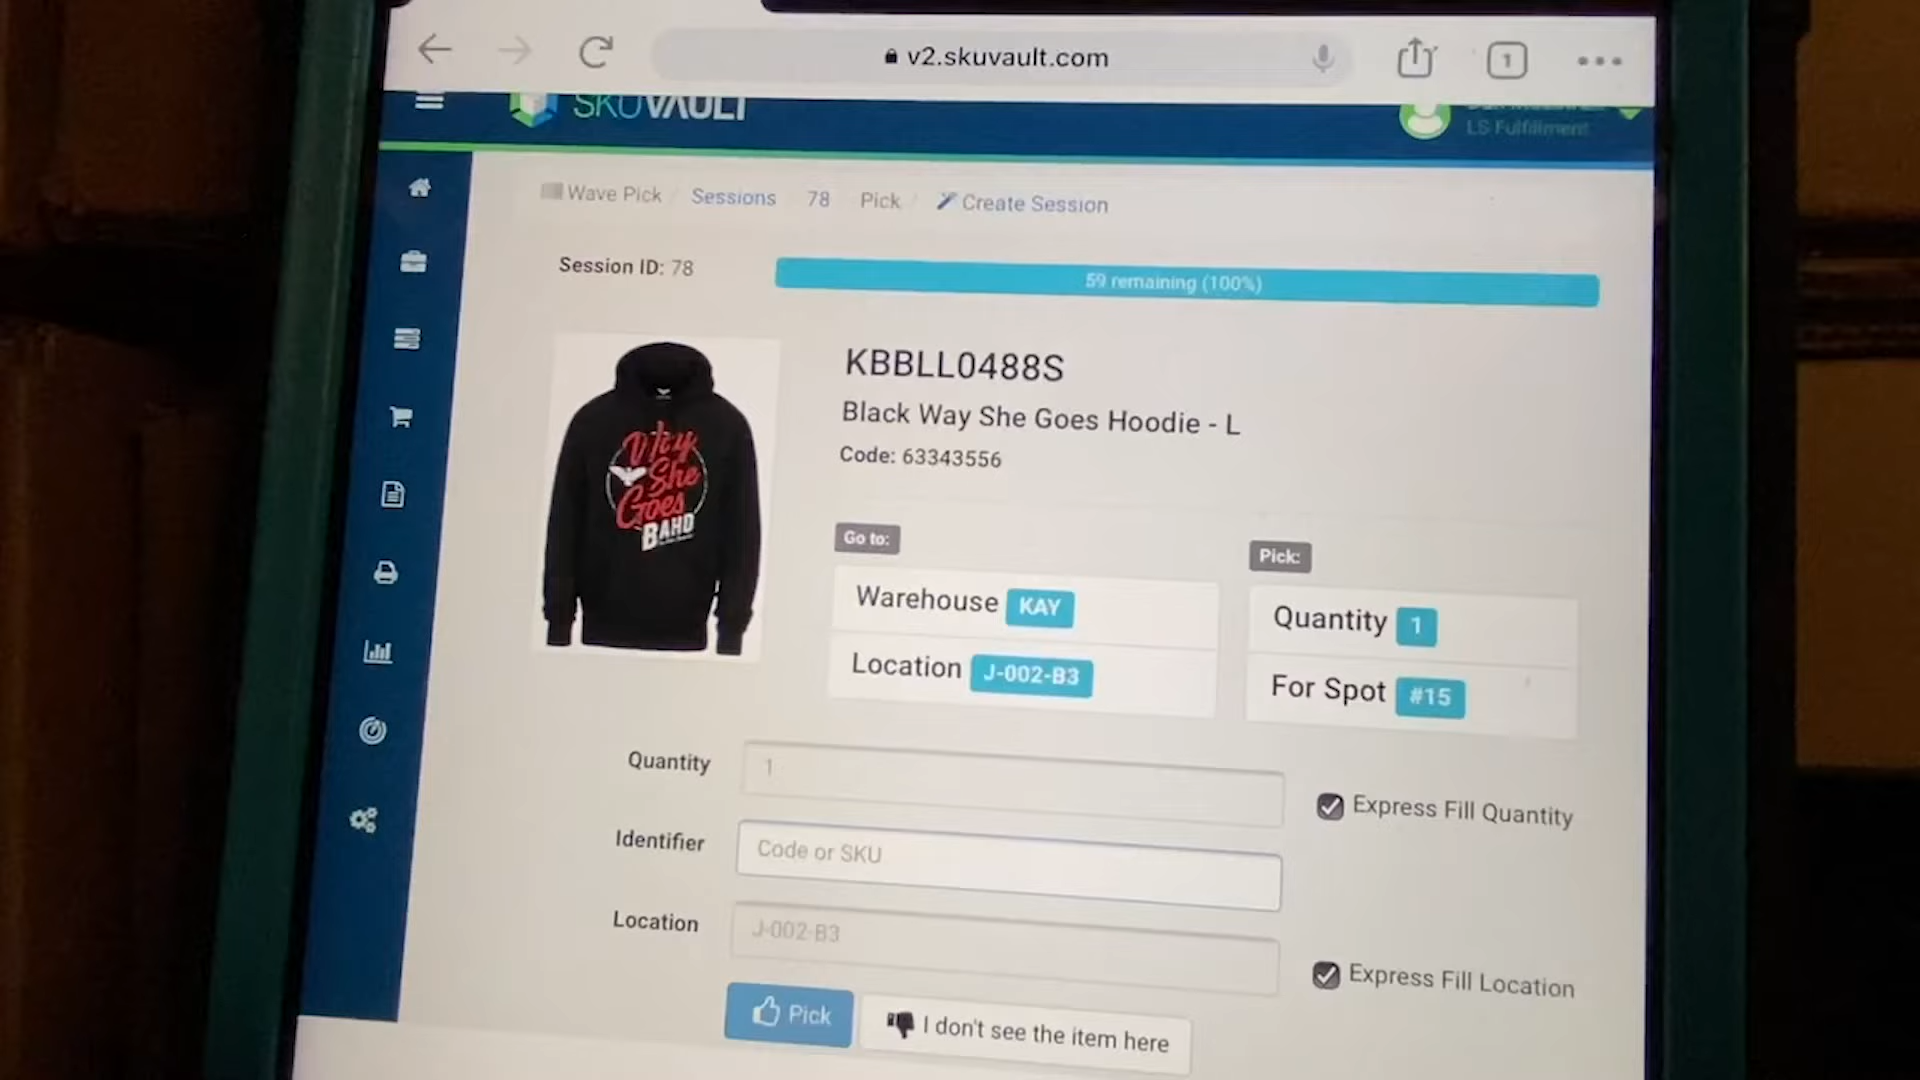 v2.skuvault.com
1
SKUVAULT
LS Fulfillment
Wave Pick / Sessions 78 Pick / Create Session
Session ID: 78
59 remaining (100%)
KBBLL0488S
Black Way She Goes Hoodie - L
Code: 63343556
Way
She
Goes
BAHD
Go to:
Warehouse KAY
Location J-002-B3
Pick:
Quantity 1
For Spot #15
Quantity 1
Express Fill Quantity
Identifier Code or SKU
Location J-002-B3
Express Fill Location
Pick
I don't see the item here